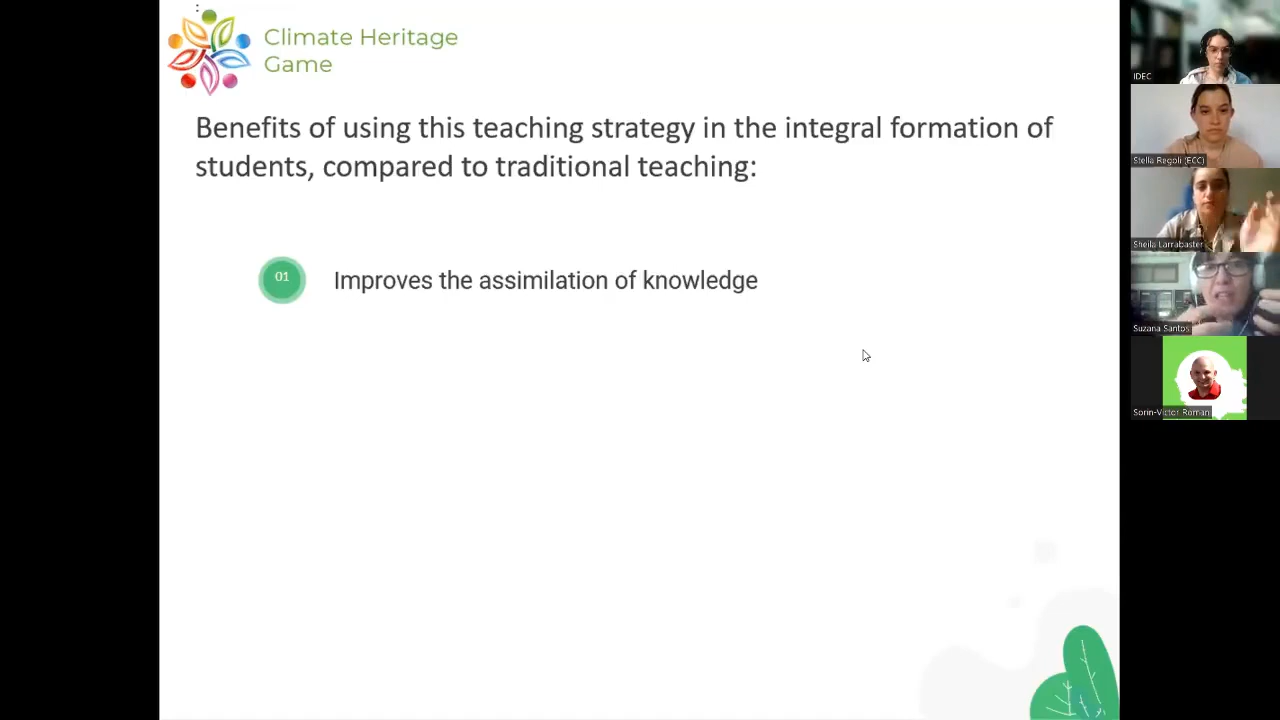 Climate Heritage
Game
Benefits of using this teaching strategy in the integral formation of
students, compared to traditional teaching:
01
Improves the assimilation of knowledge
IDEC
Stella Regoli (ECC)
Sheila Larrabaster
Suzana Santos
Sorin-Victor Roman